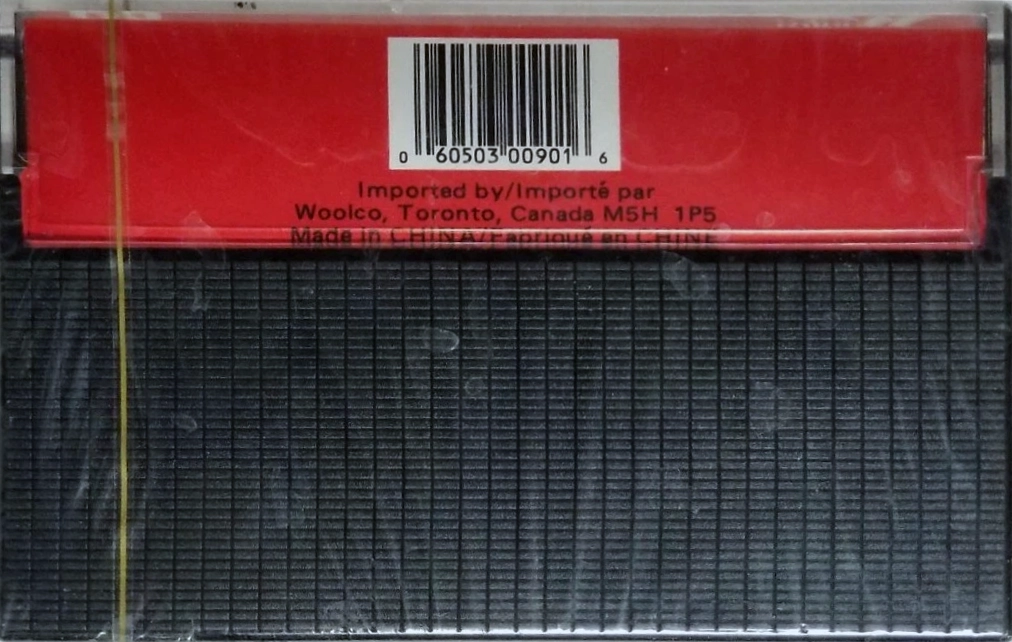 0 60503 00901 6
Imported by/Importé par
Woolco, Toronto, Canada M5H 1P5
Made in CHINA/Fabriqué en CHINE